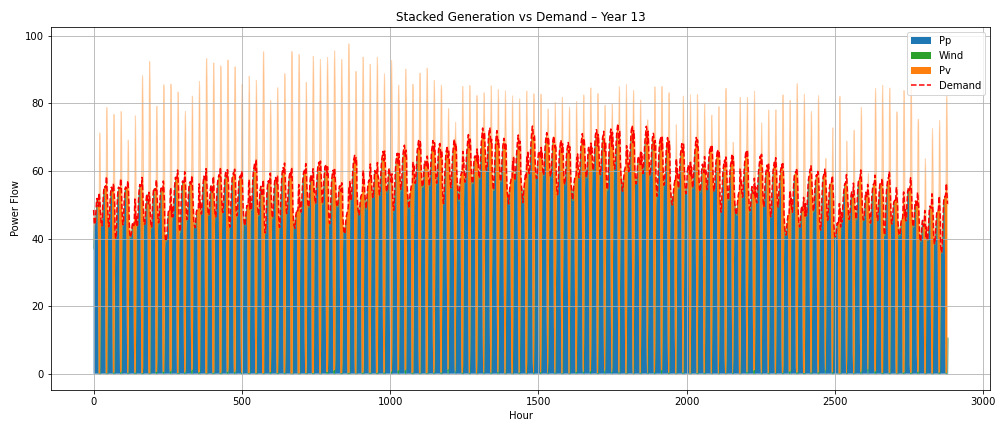 Stacked Generation vs Demand – Year 13
Power Flow
100
80
60
40
20
0
Pp
Wind
Pv
Demand
0 500 1000 1500 2000 2500 3000
Hour